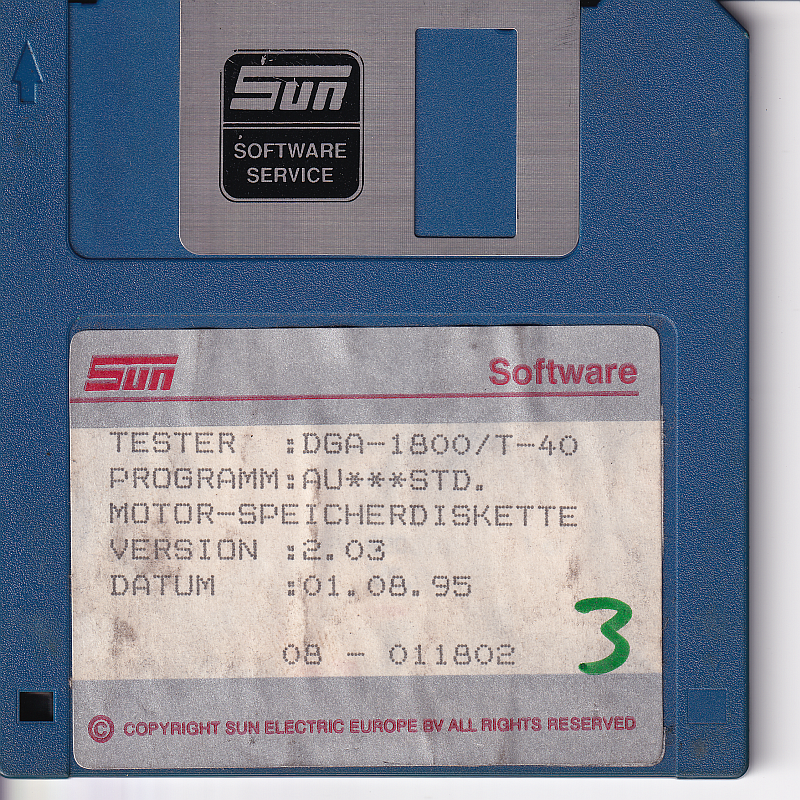 Sun
SOFTWARE
SERVICE
Sun Software
TESTER :DGA-1800/T-40
PROGRAMM:AU***STD.
MOTOR-SPEICHERDISKETTE
VERSION :2.03
DATUM :01.08.95
08 - 011802 3
© COPYRIGHT SUN ELECTRIC EUROPE BV ALL RIGHTS RESERVED